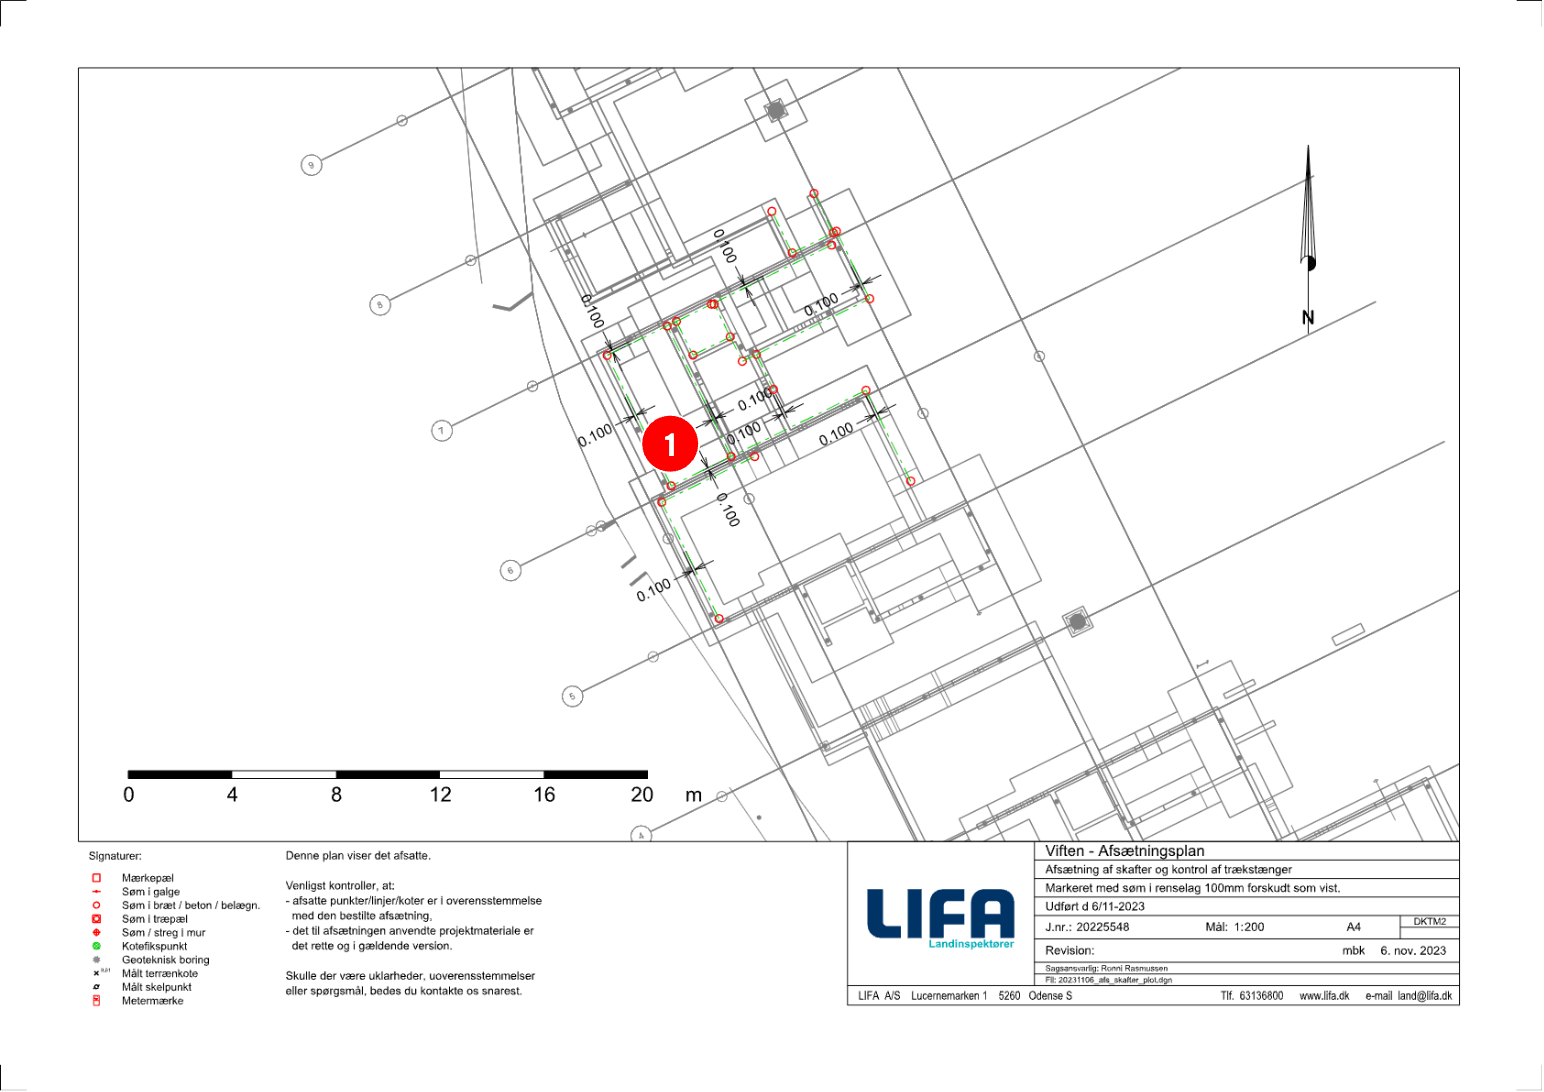 9
8
7
6
5
4
0.100
0.100
0.100
0.100
0.100
0.100
0.100
0.100
0.100
1
N
0 4 8 12 16 20 m
Signaturer:
Mærkepæl
Søm i galge
Søm i bræt / beton / belægn.
Søm i træpæl
Søm / streg i mur
Kotefikspunkt
Geoteknisk boring
Målt terrænkote
Målt skelpunkt
Metermærke
Denne plan viser det afsatte.
Venligst kontroller, at:
- afsatte punkter/linjer/koter er i overensstemmelse
med den bestilte afsætning,
- det til afsætningen anvendte projektmateriale er
det rette og i gældende version.
Skulle der være uklarheder, uoverensstemmelser
eller spørgsmål, bedes du kontakte os snarest.
LIFA
Landinspektører
Viften - Afsætningsplan
Afsætning af skafter og kontrol af trækstænger
Markeret med søm i renselag 100mm forskudt som vist.
Udført d 6/11-2023
J.nr.: 20225548 Mål: 1:200 A4 DKTM2
Revision: mbk 6. nov. 2023
Sagsansvarlig: Ronni Rasmussen
Fil: 20231106_afs_skafter_plot.dgn
LIFA A/S Lucernemarken 1 5260 Odense S Tlf. 63136800 www.lifa.dk e-mail land@lifa.dk